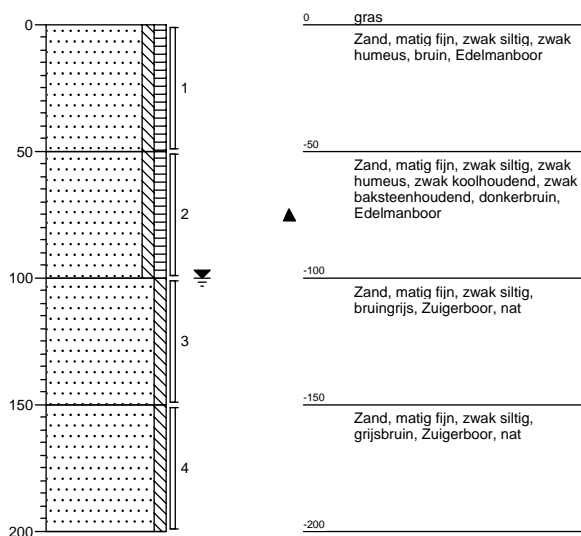 0
50
100
150
200
1
2
3
4
0 gras
Zand, matig fijn, zwak siltig, zwak
humeus, bruin, Edelmanboor
-50
Zand, matig fijn, zwak siltig, zwak
humeus, zwak koolhoudend, zwak
baksteenhoudend, donkerbruin,
Edelmanboor
-100
Zand, matig fijn, zwak siltig,
bruingrijs, Zuigerboor, nat
-150
Zand, matig fijn, zwak siltig,
grijsbruin, Zuigerboor, nat
-200